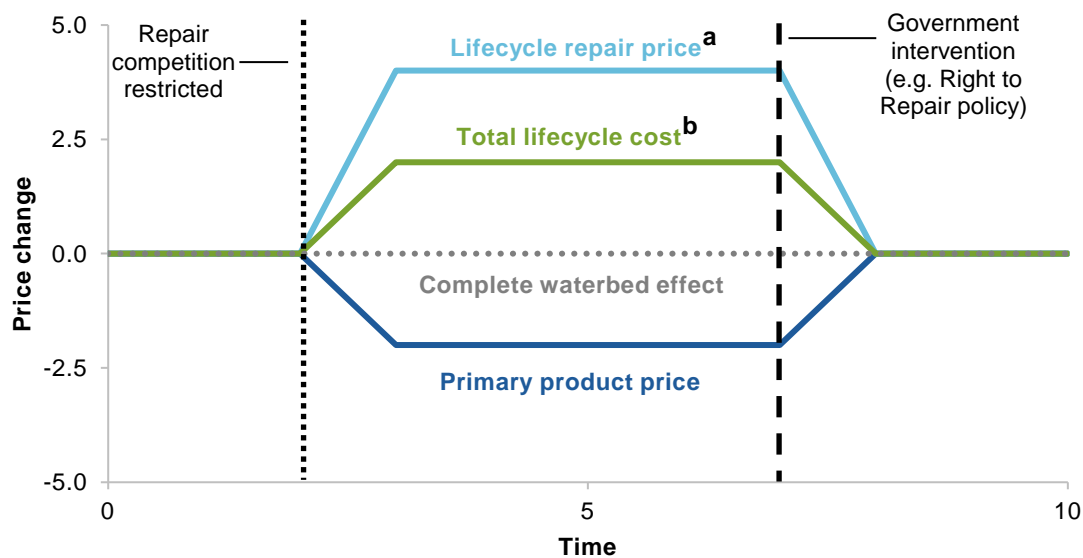 5.0
2.5
0.0
-2.5
-5.0
Price change
Repair
competition
restricted
Lifecycle repair price a
Total lifecycle cost b
Complete waterbed effect
Primary product price
Government
intervention
(e.g. Right to
Repair policy)
0
5
10
Time